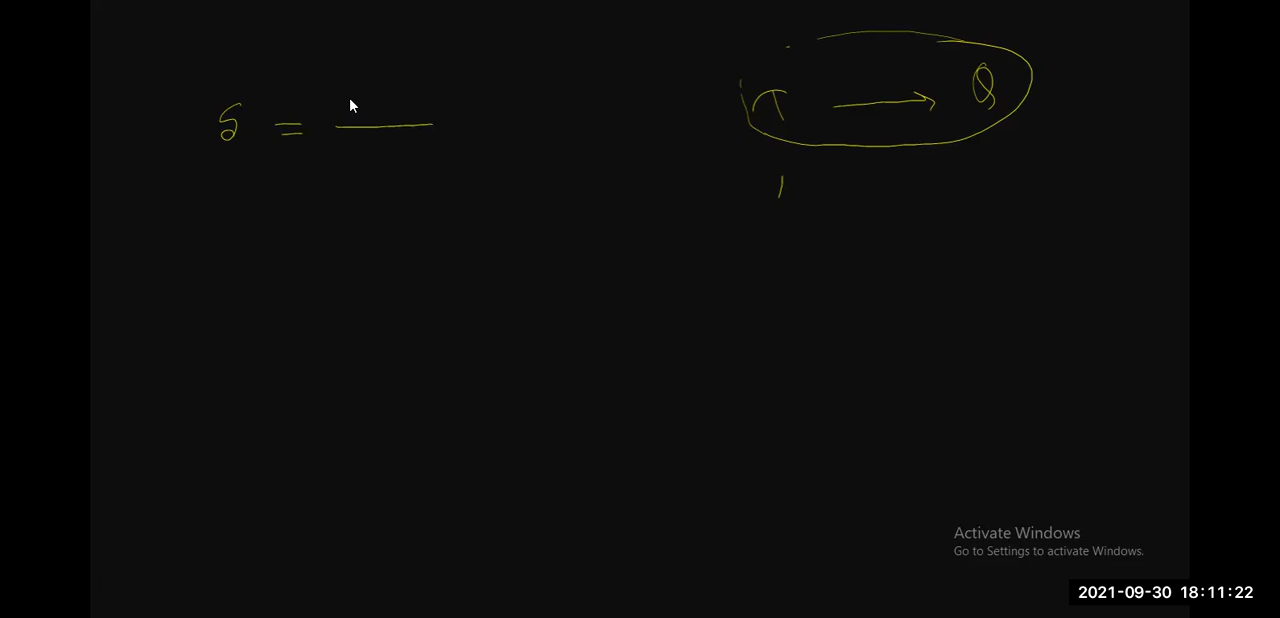 δ = π → Q
Activate Windows
Go to Settings to activate Windows.
2021-09-30 18:11:22